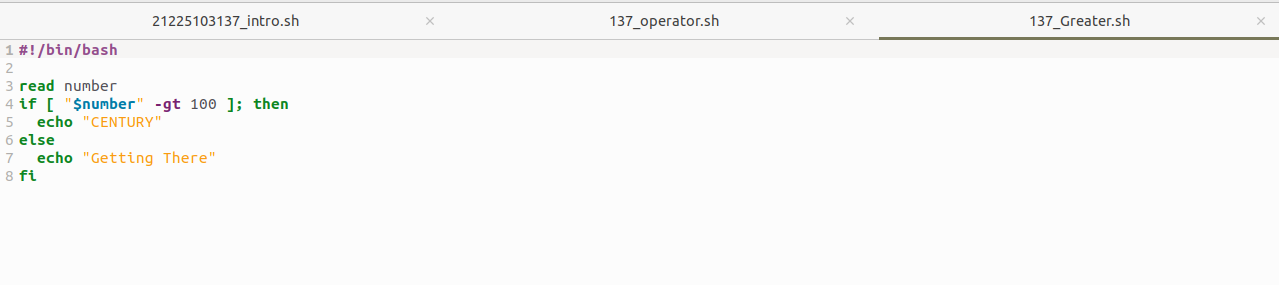 21225103137_intro.sh × 137_operator.sh × 137_Greater.sh ×
1 #!/bin/bash
2
3 read number
4 if [ "$number" -gt 100 ]; then
5   echo "CENTURY"
6 else
7   echo "Getting There"
8 fi